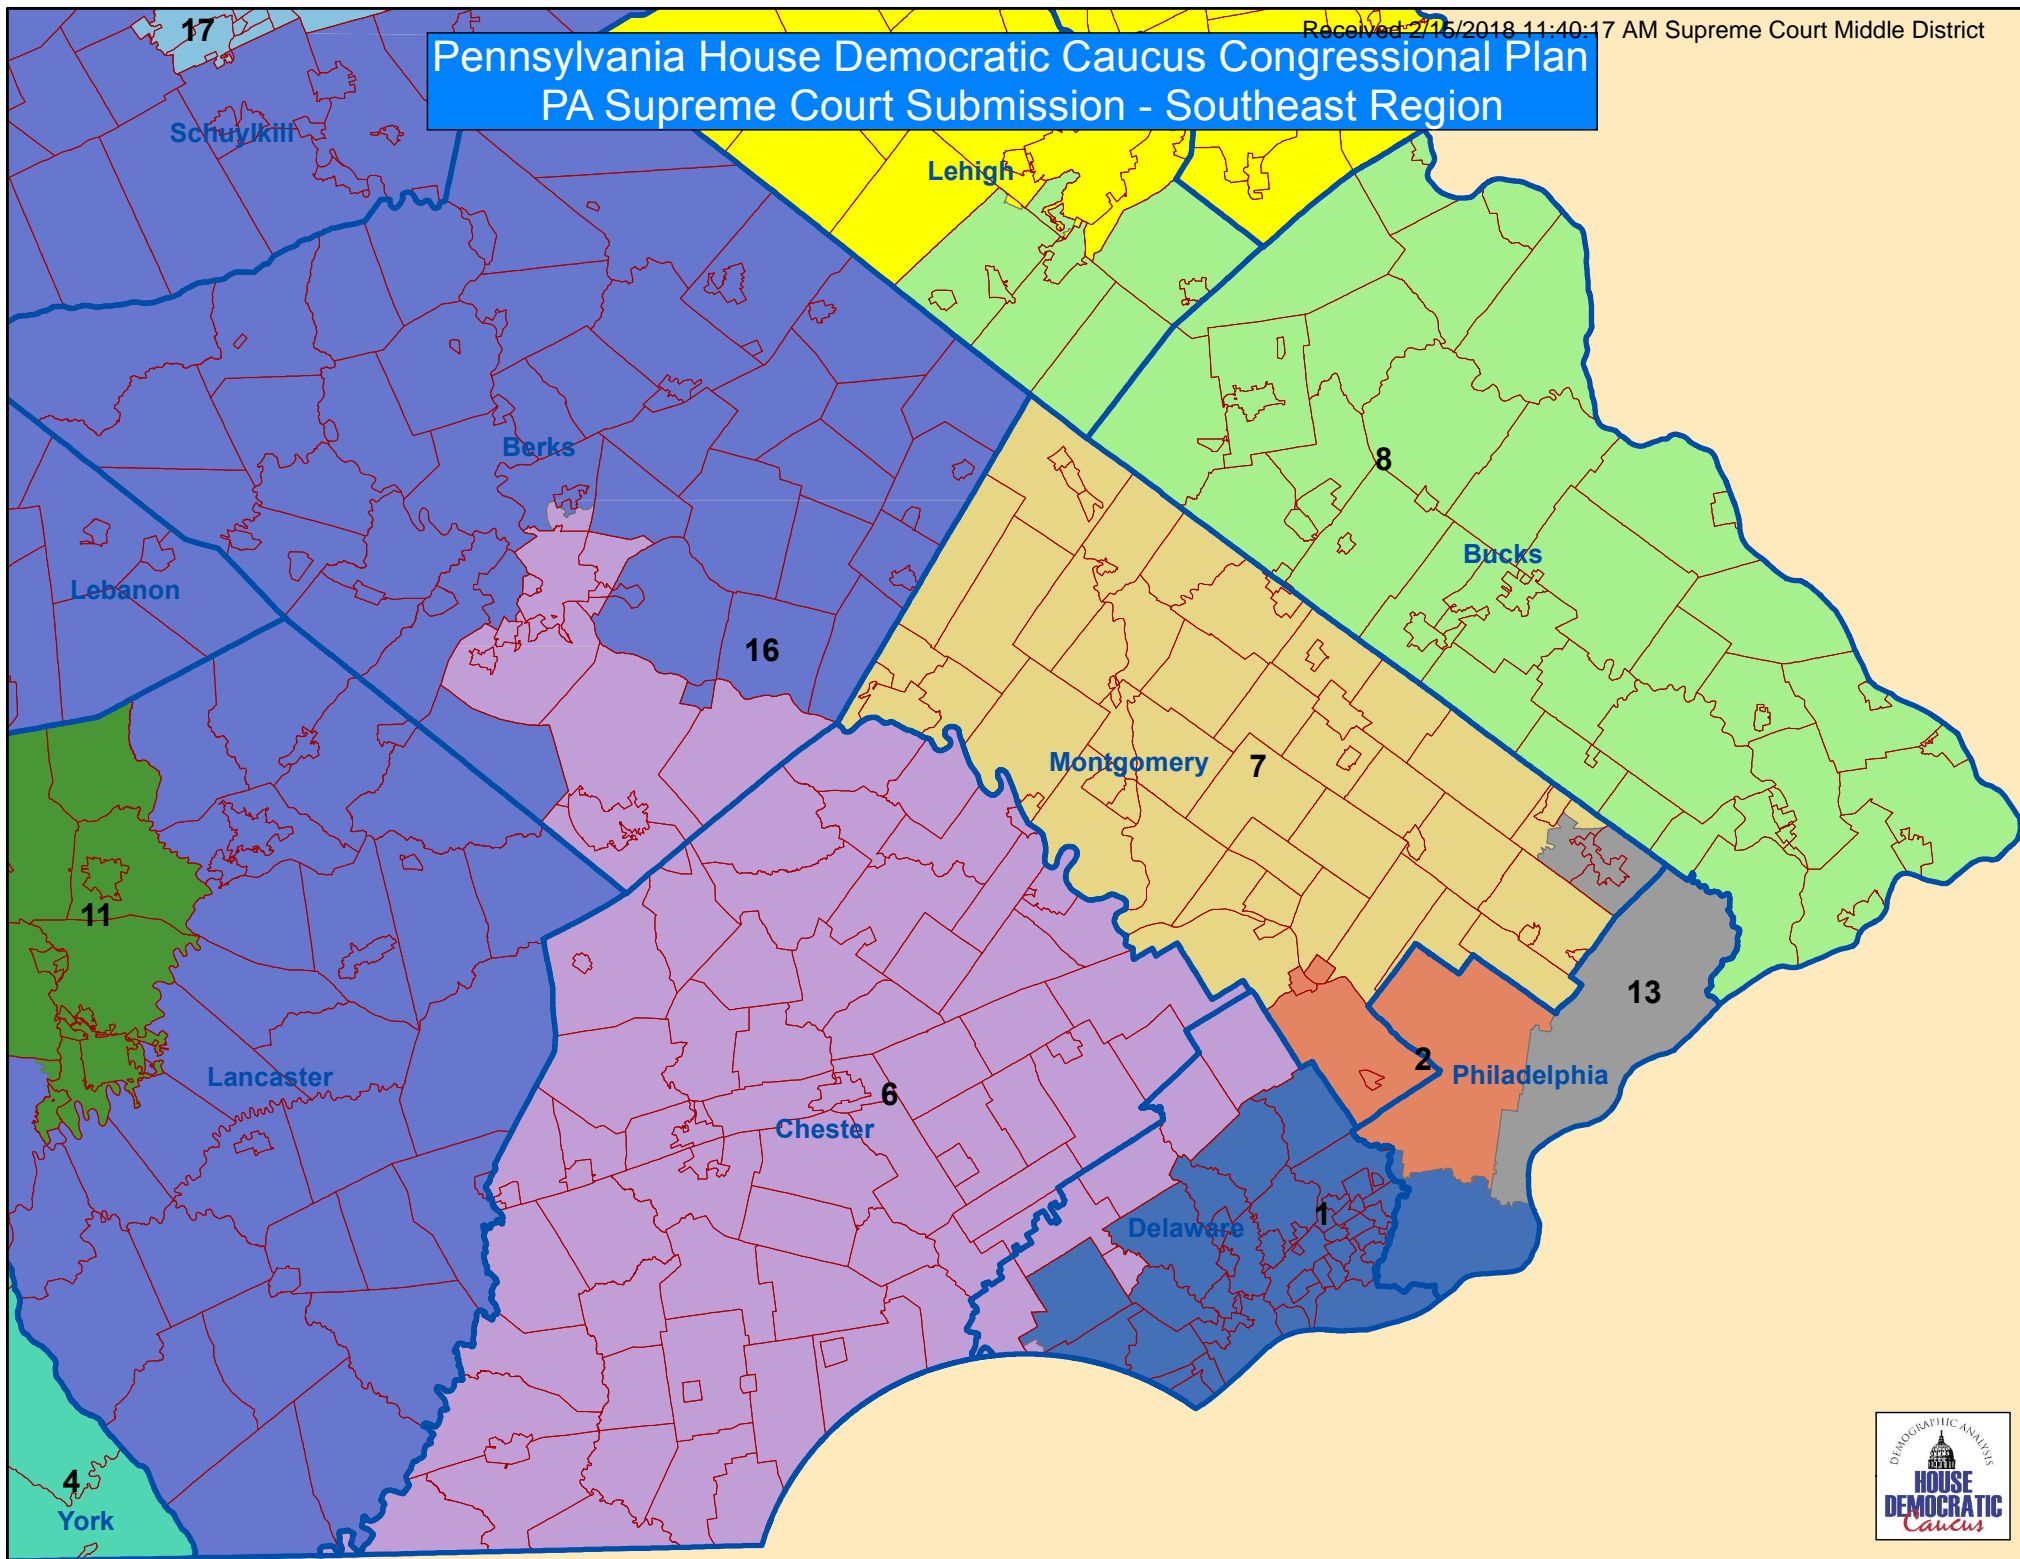 Received 2/15/2018 11:40:17 AM Supreme Court Middle District
Pennsylvania House Democratic Caucus Congressional Plan
PA Supreme Court Submission - Southeast Region
17
Schuylkill
Lehigh
Berks
8
Bucks
Lebanon
16
Montgomery
7
11
13
2
Philadelphia
Lancaster
6
Chester
1
Delaware
4
York
DEMOGRAPHIC ANALYSIS
HOUSE
DEMOCRATIC
Caucus